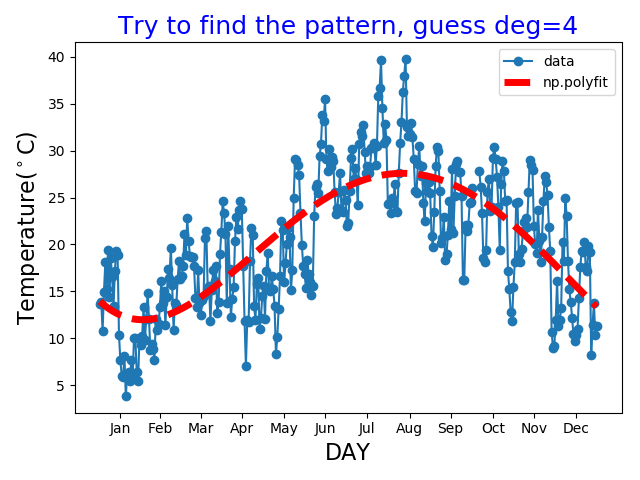 Try to find the pattern, guess deg=4
data
np.polyfit
Temperature(°C)
40
35
30
25
20
15
10
5
Jan Feb Mar Apr May Jun Jul Aug Sep Oct Nov Dec
DAY